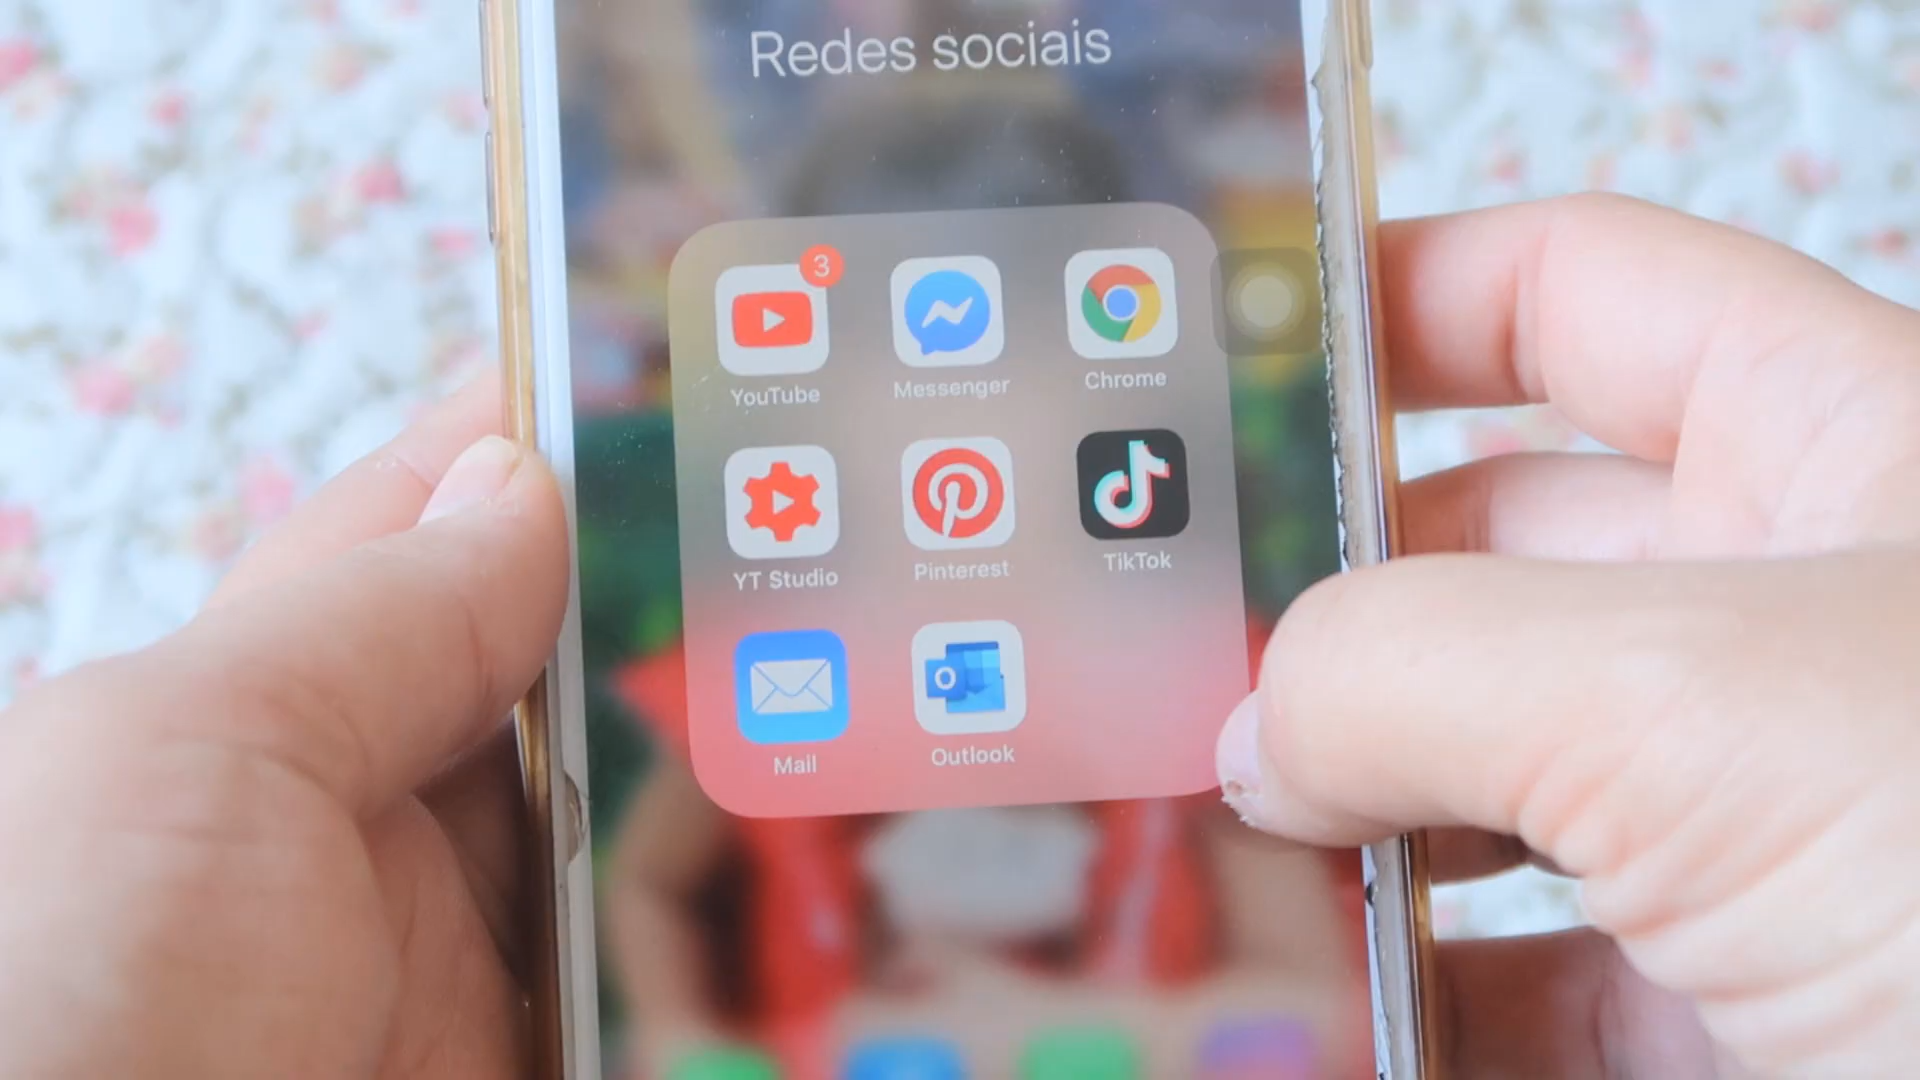 Redes sociais
3
YouTube
Messenger
Chrome
YT Studio
Pinterest
TikTok
Mail
O
Outlook